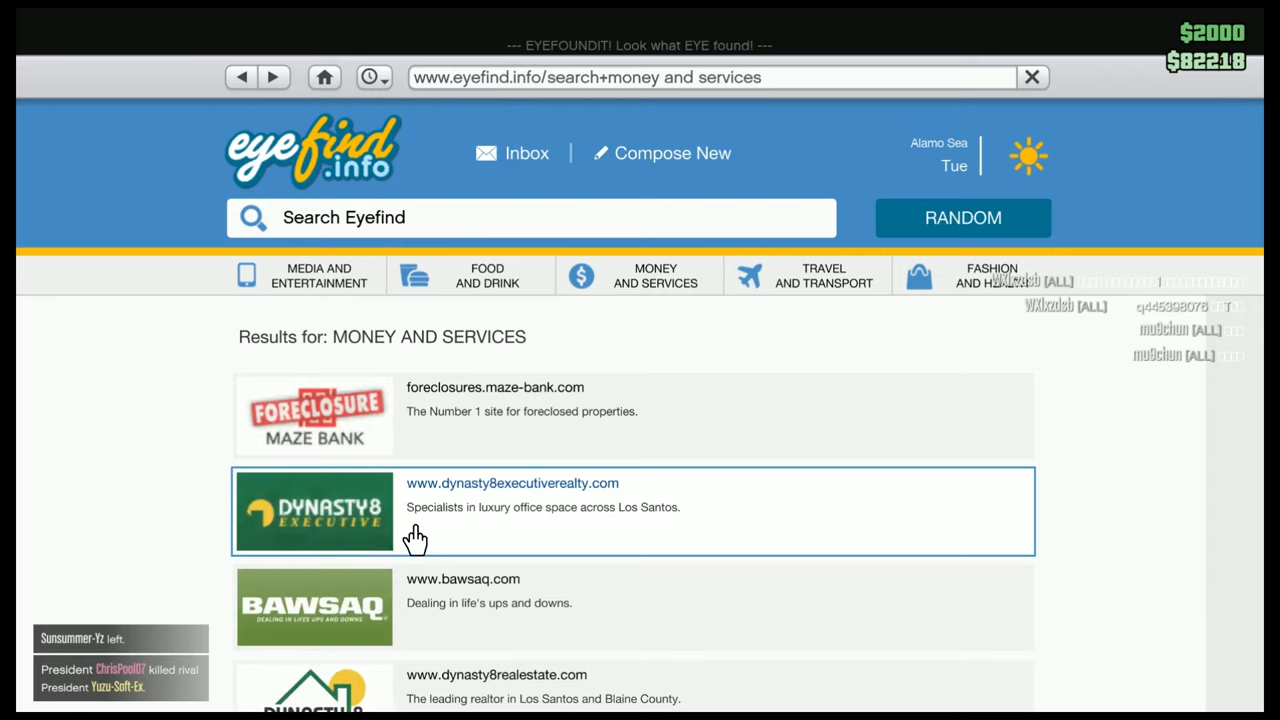 --- EYEFOUNDIT! Look what EYE found! ---
$2000
$82218
www.eyefind.info/search+money and services
eyefind
.info
Inbox
Compose New
Alamo Sea
Tue
Search Eyefind
RANDOM
MEDIA AND
ENTERTAINMENT
FOOD
AND DRINK
MONEY
AND SERVICES
TRAVEL
AND TRANSPORT
FASHION
AND HEALTH
WXlxzdsb [ALL]
WXlxzdsb [ALL] q445398076 T
mu9chun [ALL]
mu9chun [ALL]
Results for: MONEY AND SERVICES
FORECLOSURE
MAZE BANK
foreclosures.maze-bank.com
The Number 1 site for foreclosed properties.
DYNASTY8
EXECUTIVE
www.dynasty8executiverealty.com
Specialists in luxury office space across Los Santos.
BAWSAQ
DEALING IN LIFE'S UPS AND DOWNS
www.bawsaq.com
Dealing in life's ups and downs.
DYNASTY8
www.dynasty8realestate.com
The leading realtor in Los Santos and Blaine County.
Sunsummer-Yz left.
President ChrisPool07 killed rival
President Yuzu-Soft-Ex.